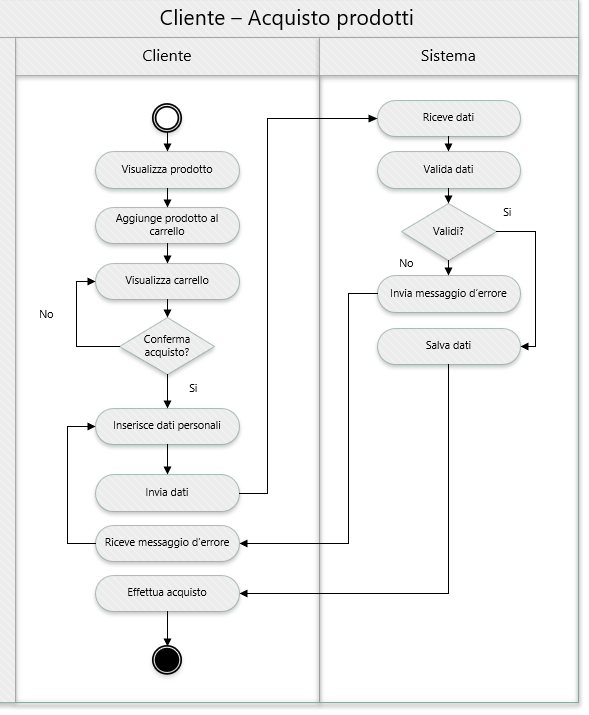 Cliente – Acquisto prodotti
Cliente
Sistema
Visualizza prodotto
Aggiunge prodotto al
carrello
Visualizza carrello
No
Conferma
acquisto?
Si
Inserisce dati personali
Invia dati
Riceve messaggio d'errore
Effettua acquisto
Riceve dati
Valida dati
Validi?
Si
No
Invia messaggio d'errore
Salva dati